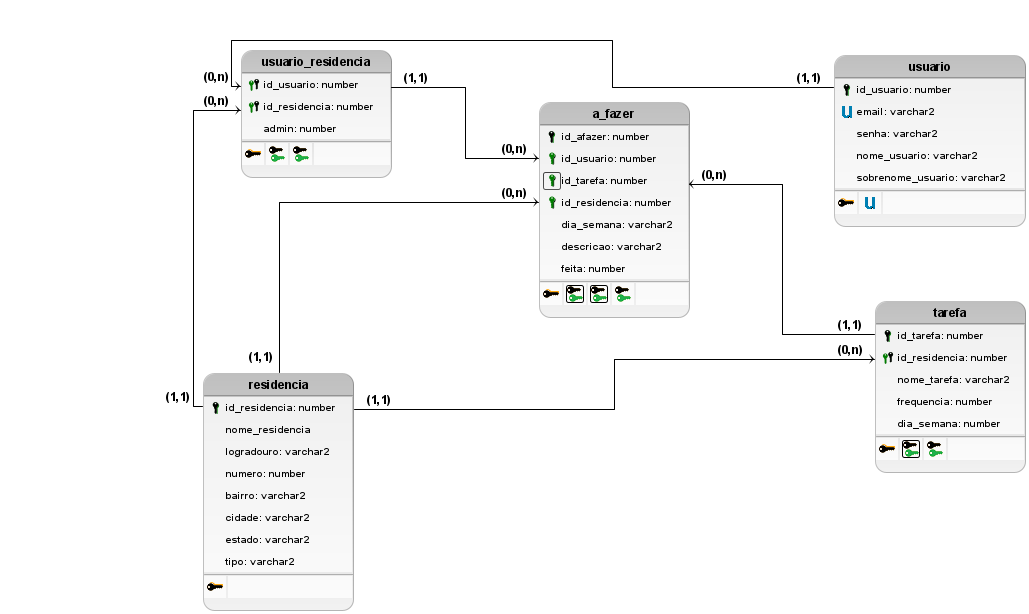 usuario_residencia
id_usuario: number
id_residencia: number
admin: number
(0,n)
(0,n)
(1,1)
(0,n)
(0,n)
a_fazer
id_afazer: number
id_usuario: number
id_tarefa: number
id_residencia: number
dia_semana: varchar2
descricao: varchar2
feita: number
(0,n)
(1,1)
usuario
id_usuario: number
U email: varchar2
senha: varchar2
nome_usuario: varchar2
sobrenome_usuario: varchar2
U
(1,1)
(1,1)
residencia
id_residencia: number
nome_residencia
logradouro: varchar2
numero: number
bairro: varchar2
cidade: varchar2
estado: varchar2
tipo: varchar2
(1,1)
(1,1)
(0,n)
tarefa
id_tarefa: number
id_residencia: number
nome_tarefa: varchar2
frequencia: number
dia_semana: number